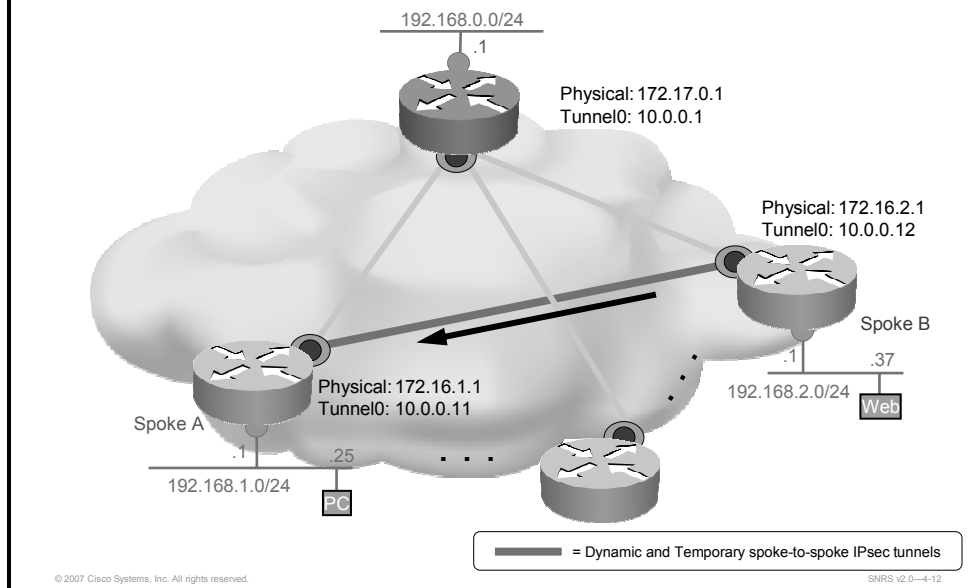 192.168.0.0/24
.1
Physical: 172.17.0.1
Tunnel0: 10.0.0.1
Physical: 172.16.2.1
Tunnel0: 10.0.0.12
Spoke B
.1
.37
192.168.2.0/24
Web
Physical: 172.16.1.1
Tunnel0: 10.0.0.11
Spoke A
.1
.25
192.168.1.0/24
PC
. . .
. . .
= Dynamic and Temporary spoke-to-spoke IPsec tunnels
© 2007 Cisco Systems, Inc. All rights reserved.
SNRS v2.0—4-12